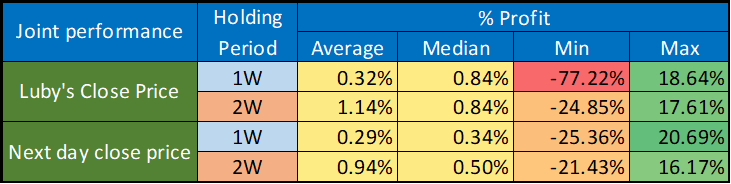 Joint performance Holding Period % Profit
Average Median Min Max
Luby's Close Price 1W 0.32% 0.84% -77.22% 18.64%
2W 1.14% 0.84% -24.85% 17.61%
Next day close price 1W 0.29% 0.34% -25.36% 20.69%
2W 0.94% 0.50% -21.43% 16.17%